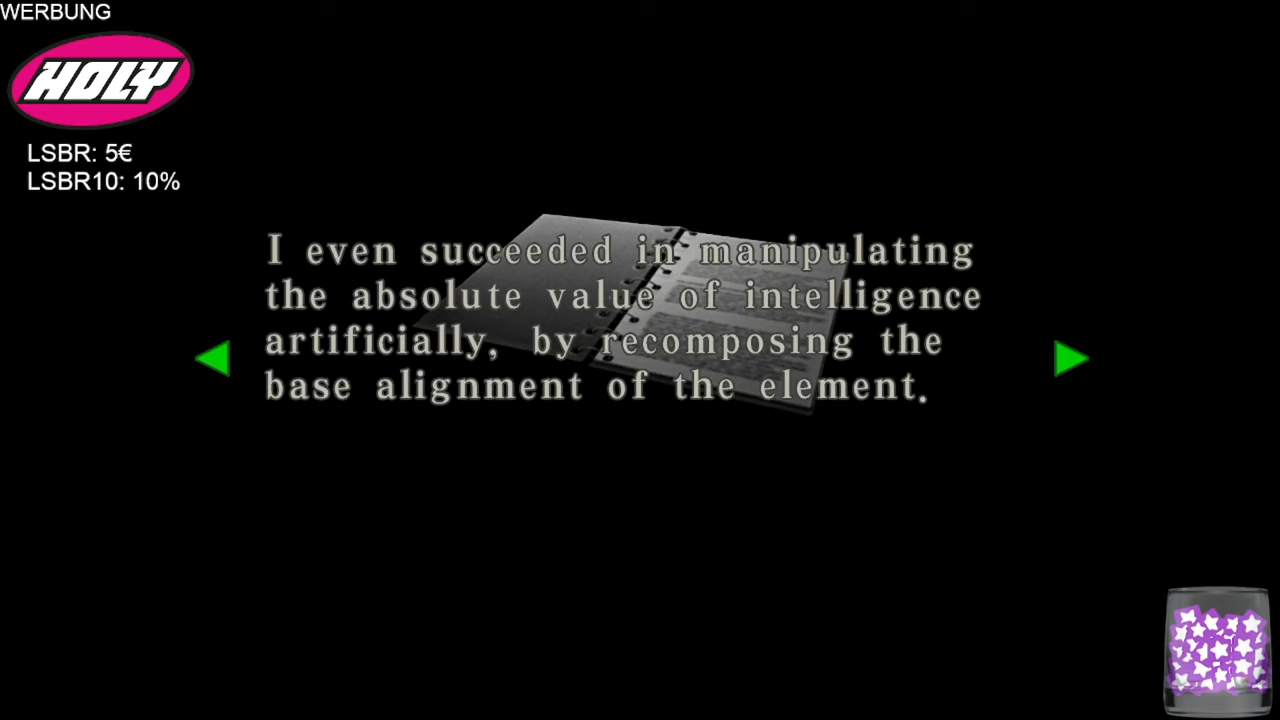 WERBUNG
HOLY
LSBR: 5€
LSBR10: 10%
I even succeeded in manipulating
the absolute value of intelligence
artificially, by recomposing the
base alignment of the element.